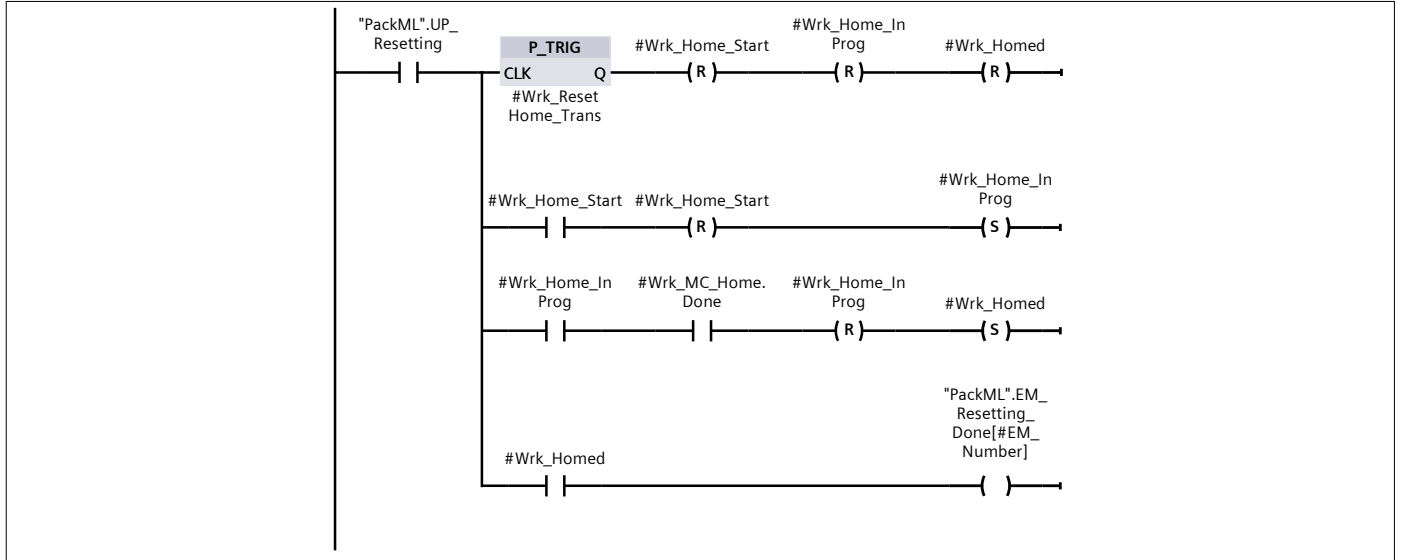 "PackML".UP_
Resetting
P_TRIG
CLK Q
#Wrk_Reset
Home_Trans
#Wrk_Home_Start
( R )
#Wrk_Home_In
Prog
( R )
#Wrk_Homed
( R )
#Wrk_Home_Start
#Wrk_Home_Start
( R )
#Wrk_Home_In
Prog
( S )
#Wrk_Home_In
Prog
#Wrk_MC_Home.
Done
#Wrk_Home_In
Prog
( R )
#Wrk_Homed
( S )
#Wrk_Homed
"PackML".EM_
Resetting_
Done[#EM_
Number]